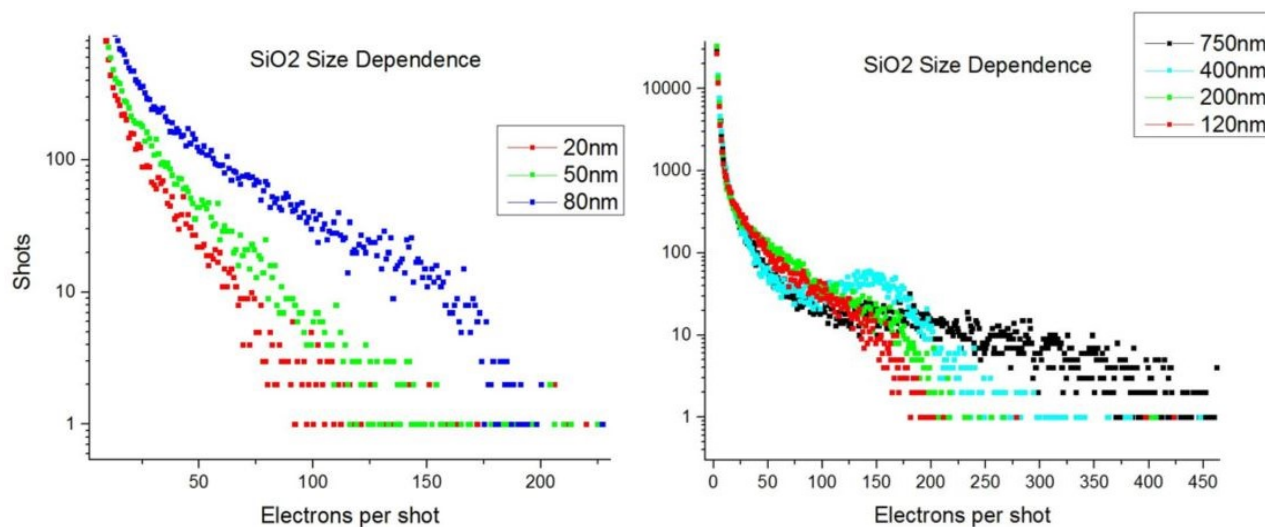 SiO2 Size Dependence
20nm
50nm
80nm
Shots
100
10
1
50
100
150
200
Electrons per shot
SiO2 Size Dependence
750nm
400nm
200nm
120nm
10000
1000
100
10
1
0
50
100
150
200
250
300
350
400
450
Electrons per shot